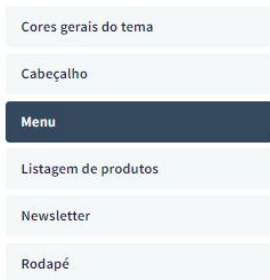 Cores gerais do tema
Cabeçalho
Menu
Listagem de produtos
Newsletter
Rodapé